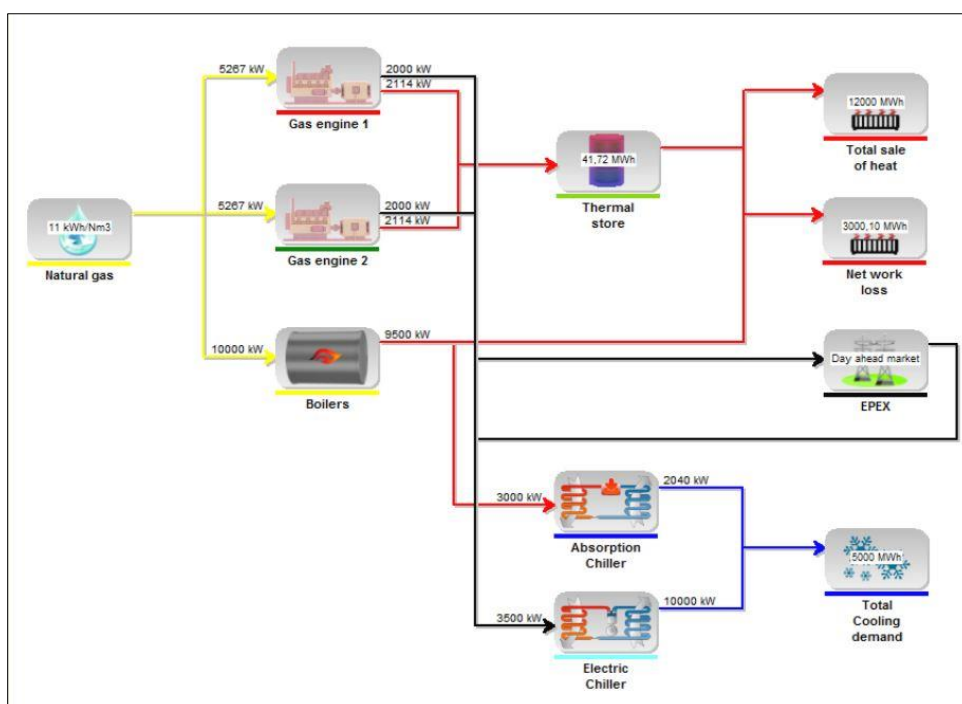 5267 kW
2000 kW
2114 kW
Gas engine 1
12000 MWh
Total sale
of heat
41,72 MWh
Thermal
store
5267 kW
2000 kW
2114 kW
Gas engine 2
11 kWh/Nm3
Natural gas
3000,10 MWh
Net work
loss
10000 kW
9500 kW
Boilers
Day ahead market
EPEX
3000 kW
2040 kW
Absorption
Chiller
5000 MWh
Total
Cooling
demand
3500 kW
10000 kW
Electric
Chiller